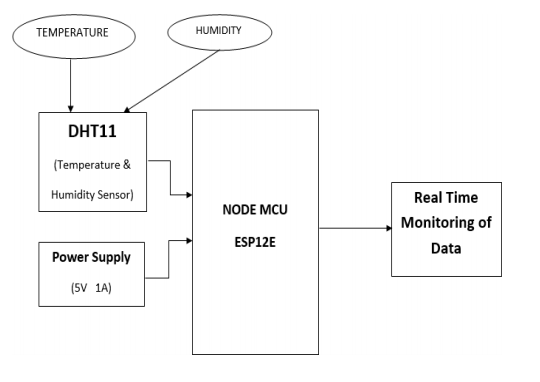 TEMPERATURE
HUMIDITY
DHT11
(Temperature &
Humidity Sensor)
Power Supply
(5V 1A)
NODE MCU
ESP12E
Real Time
Monitoring of
Data